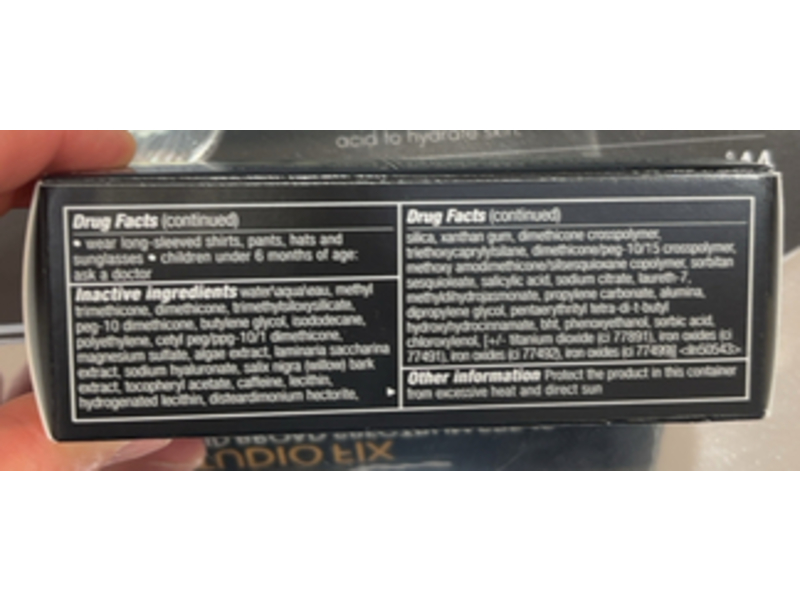 acid to hydrate skin.
Drug Facts (continued)
• wear long-sleeved shirts, pants, hats and
sunglasses • children under 6 months of age:
ask a doctor
Inactive ingredients water\aqua\eau, methyl
trimethicone, dimethicone, trimethylsiloxysilicate,
peg-10 dimethicone, butylene glycol, isododecane,
polyethylene, cetyl peg/ppg-10/1 dimethicone,
magnesium sulfate, algae extract, laminaria saccharina
extract, sodium hyaluronate, salix nigra (willow) bark
extract, tocopheryl acetate, caffeine, lecithin,
hydrogenated lecithin, disteardimonium hectorite,
Drug Facts (continued)
silica, xanthan gum, dimethicone crosspolymer,
triethoxycaprylylsilane, dimethicone/peg-10/15 crosspolymer,
methoxy amodimethicone/silsesquioxane copolymer, sorbitan
sesquioleate, salicylic acid, sodium citrate, laureth-7,
methyldihydrojasmonate, propylene carbonate, alumina,
dipropylene glycol, pentaerythrityl tetra-di-t-butyl
hydroxyhydrocinnamate, bht, phenoxyethanol, sorbic acid,
chloroxylenol, [+/- titanium dioxide (ci 77891), iron oxides (ci
77491), iron oxides (ci 77492), iron oxides (ci 77499)] <iln50543>
Other information Protect the product in this container
from excessive heat and direct sun
STUDIO FIX